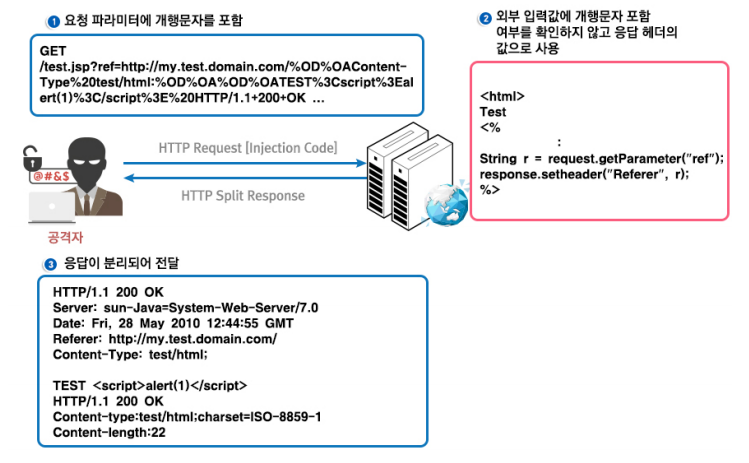 1 요청 파라미터에 개행문자를 포함
GET
/test.jsp?ref=http://my.test.domain.com/%OD%OAContent-
Type%20test/html:%OD%OA%OD%OATEST%3Cscript%3Eal
ert(1)%3C/script%3E%20HTTP/1.1+200+OK ...
2 외부 입력값에 개행문자 포함
여부를 확인하지 않고 응답 헤더의
값으로 사용
<html>
Test
<%
:
String r = request.getParameter("ref");
response.setheader("Referer", r);
%>
HTTP Request [Injection Code]
HTTP Split Response
@#&$
공격자
3 응답이 분리되어 전달
HTTP/1.1 200 OK
Server: sun-Java=System-Web-Server/7.0
Date: Fri, 28 May 2010 12:44:55 GMT
Referer: http://my.test.domain.com/
Content-Type: test/html;
TEST <script>alert(1)</script>
HTTP/1.1 200 OK
Content-type:test/html;charset=ISO-8859-1
Content-length:22